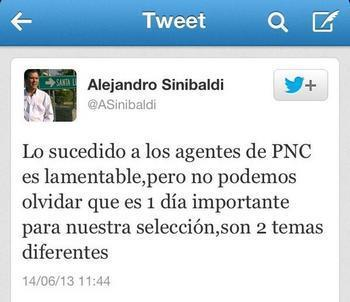 Tweet
SANTA L
Alejandro Sinibaldi
@ASinibaldi
Lo sucedido a los agentes de PNC
es lamentable,pero no podemos
olvidar que es 1 día importante
para nuestra selección,son 2 temas
diferentes
14/06/13 11:44